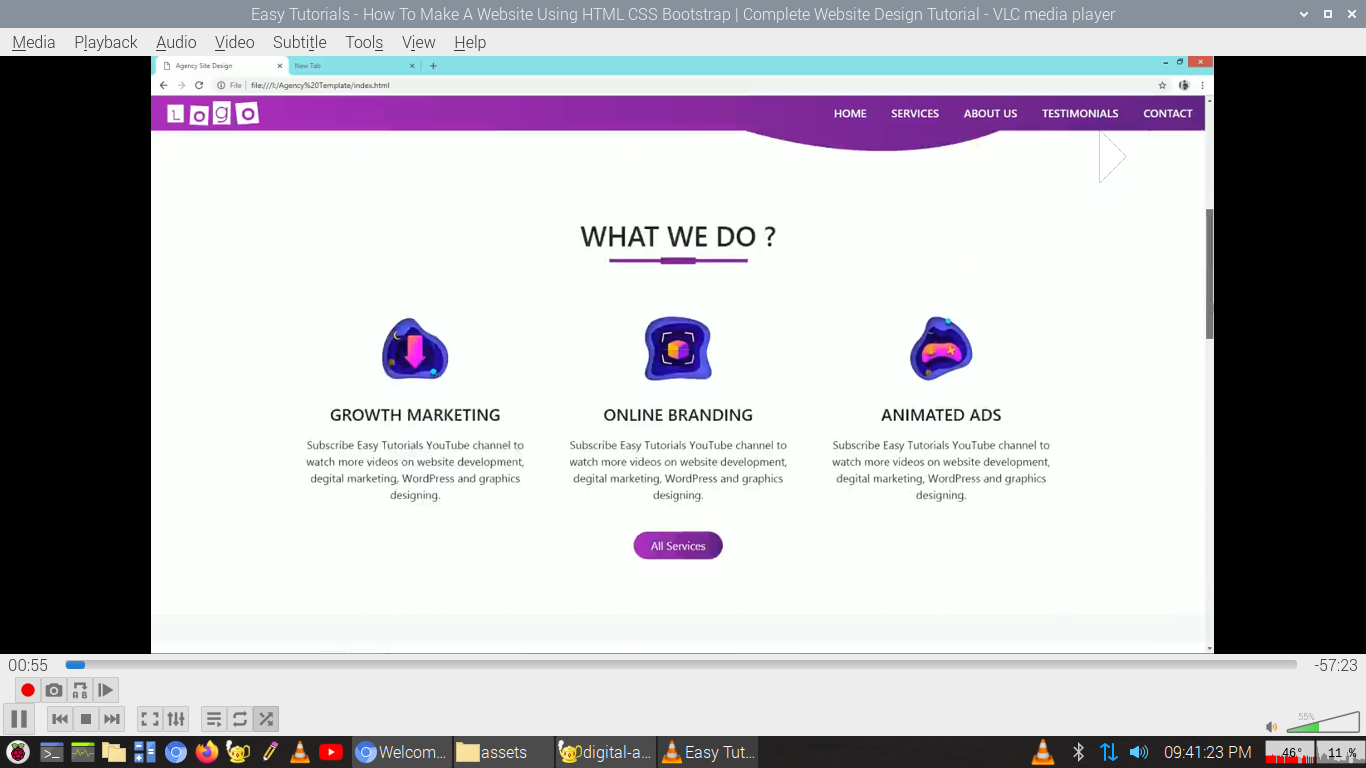 Easy Tutorials - How To Make A Website Using HTML CSS Bootstrap | Complete Website Design Tutorial - VLC media player
Media Playback Audio Video Subtitle Tools View Help
Agency Site Design New Tab
File file:///I:/Agency%20Template/index.html
LOgO HOME SERVICES ABOUT US TESTIMONIALS CONTACT
WHAT WE DO ?
GROWTH MARKETING
Subscribe Easy Tutorials YouTube channel to
watch more videos on website development,
degital marketing, WordPress and graphics
designing.
ONLINE BRANDING
Subscribe Easy Tutorials YouTube channel to
watch more videos on website development,
degital marketing, WordPress and graphics
designing.
ANIMATED ADS
Subscribe Easy Tutorials YouTube channel to
watch more videos on website development,
degital marketing, WordPress and graphics
designing.
All Services
00:55 -57:23
A B
55%
Welcom... assets digital-a... Easy Tut... 09:41:23 PM 46° 11 %